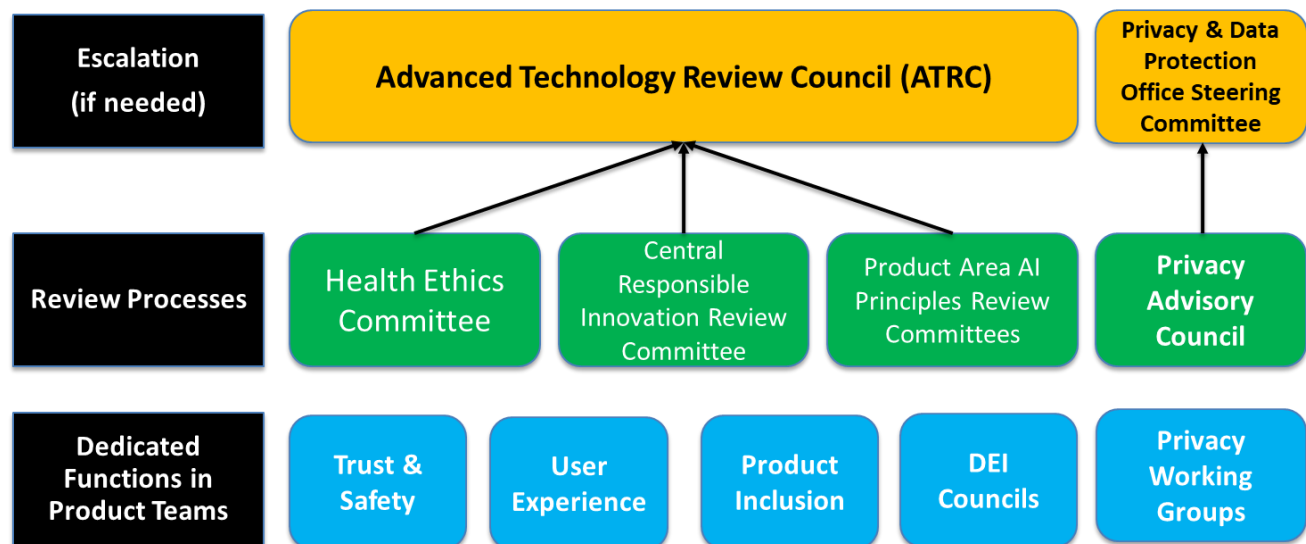 Escalation
(if needed)
Advanced Technology Review Council (ATRC)
Privacy & Data
Protection
Office Steering
Committee
Review Processes
Health Ethics
Committee
Central
Responsible
Innovation Review
Committee
Product Area AI
Principles Review
Committees
Privacy
Advisory
Council
Dedicated
Functions in
Product Teams
Trust &
Safety
User
Experience
Product
Inclusion
DEI
Councils
Privacy
Working
Groups